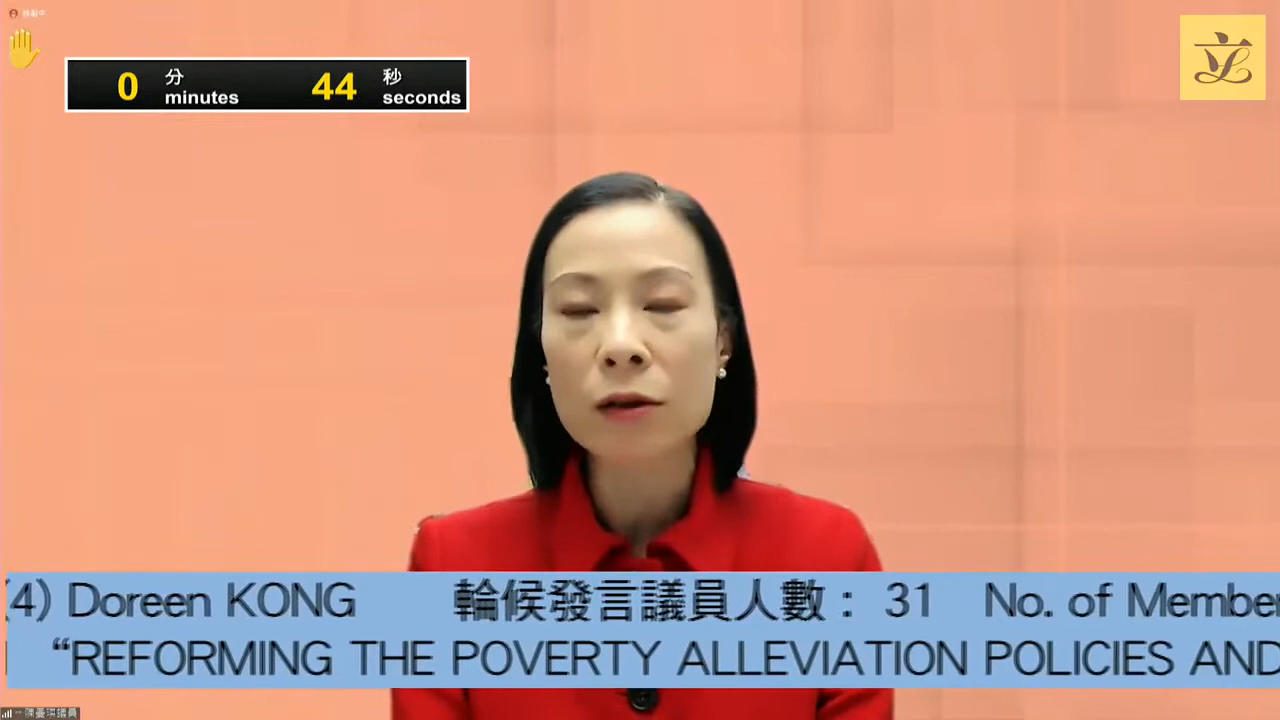 0 分 44 秒
minutes seconds
立
(4) Doreen KONG 輪候發言議員人數： 31 No. of Member
“REFORMING THE POVERTY ALLEVIATION POLICIES AND